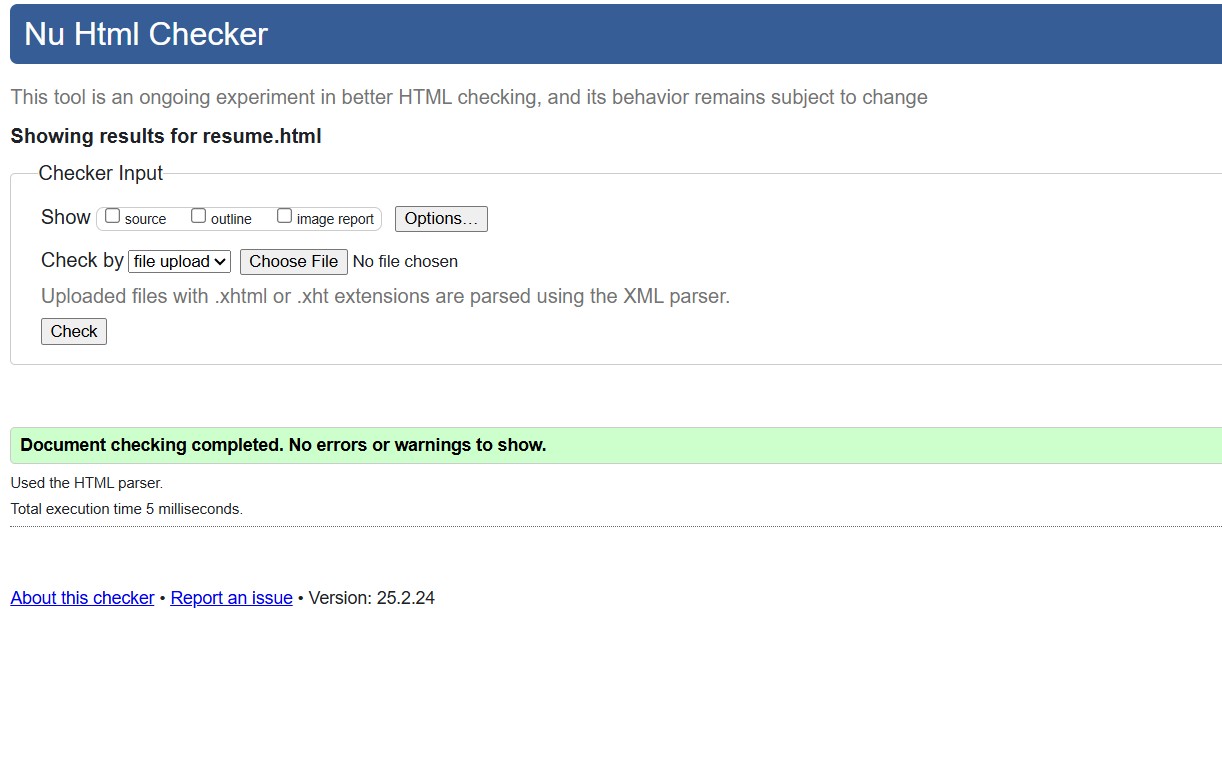 Nu Html Checker
This tool is an ongoing experiment in better HTML checking, and its behavior remains subject to change
Showing results for resume.html
Checker Input
Show source outline image report Options...
Check by file upload Choose File No file chosen
Uploaded files with .xhtml or .xht extensions are parsed using the XML parser.
Check
Document checking completed. No errors or warnings to show.
Used the HTML parser.
Total execution time 5 milliseconds.
About this checker • Report an issue • Version: 25.2.24